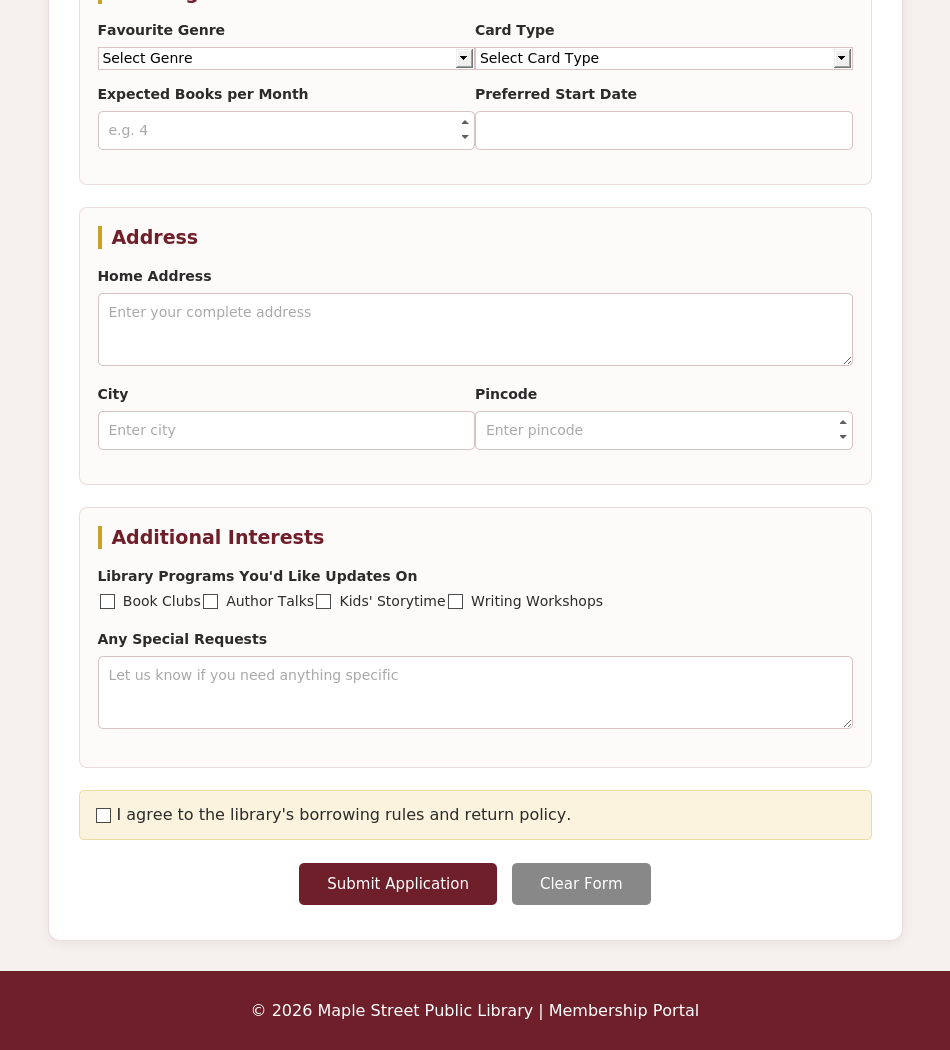 Favourite Genre Card Type
Select Genre Select Card Type
Expected Books per Month Preferred Start Date
e.g. 4
Address
Home Address
Enter your complete address
City Pincode
Enter city Enter pincode
Additional Interests
Library Programs You'd Like Updates On
Book Clubs Author Talks Kids' Storytime Writing Workshops
Any Special Requests
Let us know if you need anything specific
I agree to the library's borrowing rules and return policy.
Submit Application Clear Form
© 2026 Maple Street Public Library | Membership Portal